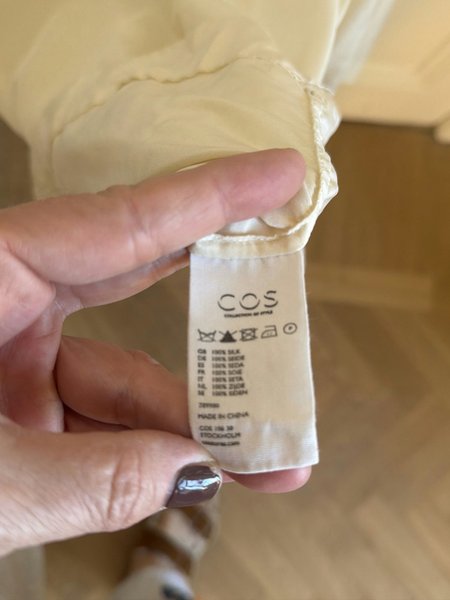 COS
COLLECTION OF STYLE
GB 100% SILK
DE 100% SEIDE
ES 100% SEDA
FR 100% SOIE
IT 100% SETA
NL 100% ZIJDE
SE 100% SIDEN
MADE IN CHINA
COS 106 38
STOCKHOLM